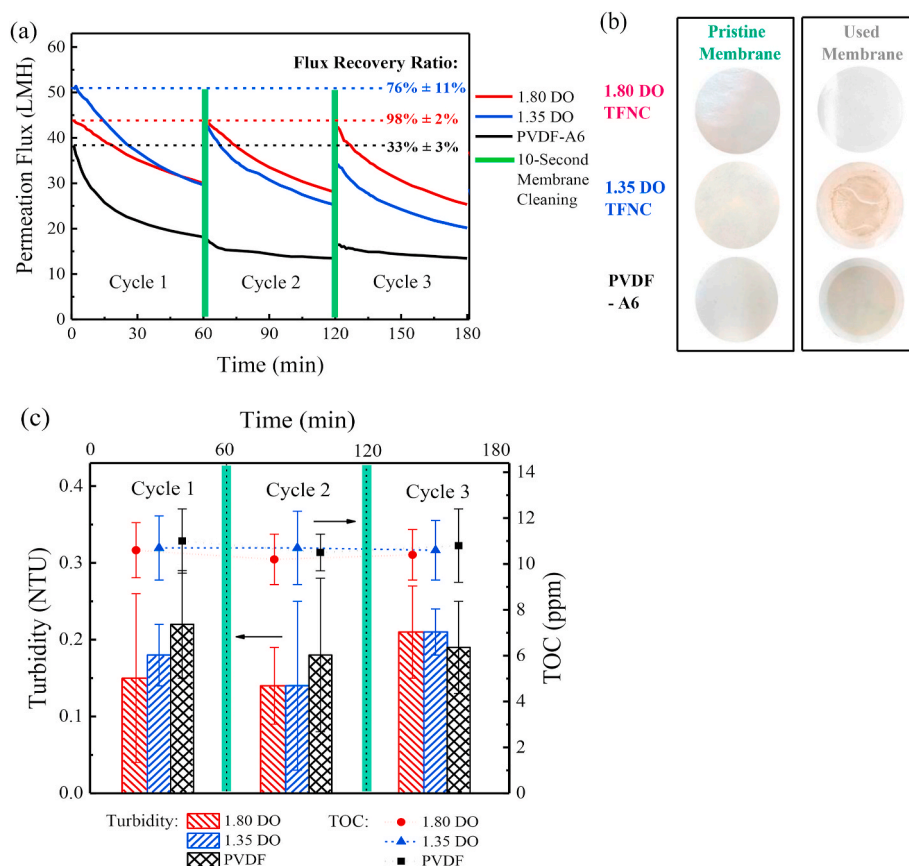 (a)
Permeation Flux (LMH)
60
50
40
30
20
10
0
Flux Recovery Ratio:
76% ± 11%
98% ± 2%
33% ± 3%
Cycle 1
Cycle 2
Cycle 3
0
30
60
90
120
150
180
Time (min)
1.80 DO
1.35 DO
PVDF-A6
10-Second
Membrane
Cleaning
(b)
Pristine
Membrane
Used
Membrane
1.80 DO
TFNC
1.35 DO
TFNC
PVDF
- A6
(c)
Time (min)
0
60
120
180
Turbidity (NTU)
0.4
0.3
0.2
0.1
0.0
Cycle 1
Cycle 2
Cycle 3
14
12
10
8
6
4
2
0
TOC (ppm)
Turbidity:
1.80 DO
1.35 DO
PVDF
TOC:
1.80 DO
1.35 DO
PVDF